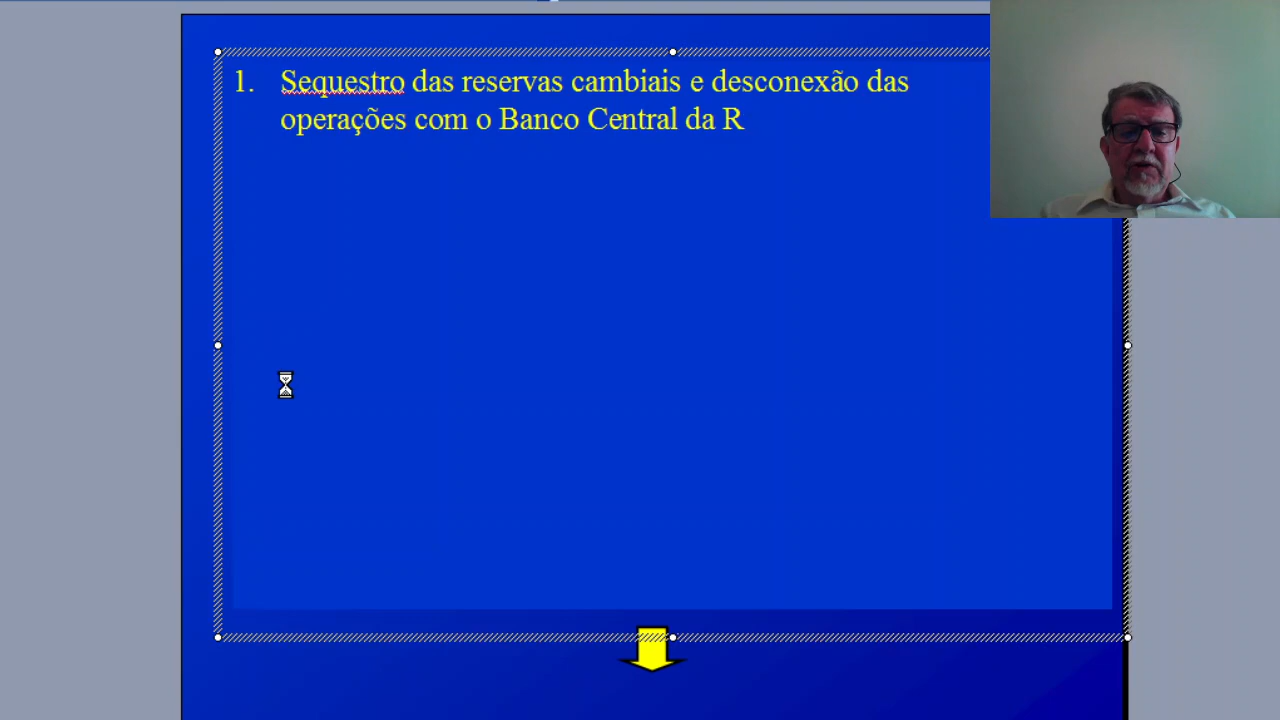 1. Sequestro das reservas cambiais e desconexão das
operações com o Banco Central da R